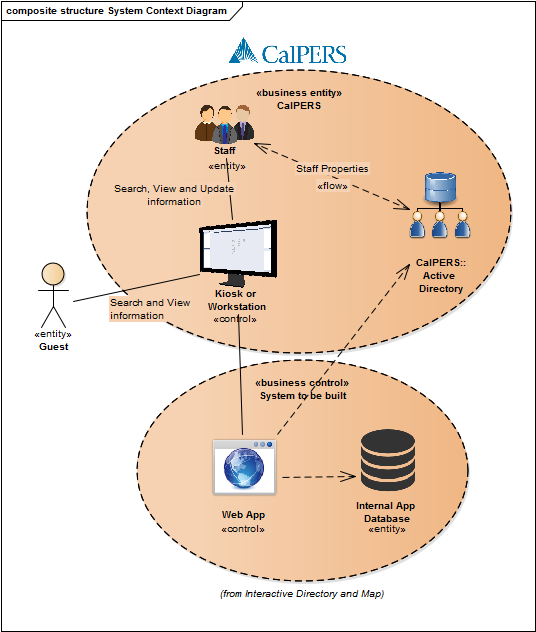 composite structure System Context Diagram
CalPERS
«business entity»
CalPERS
Staff
«entity»
Staff Properties
«flow»
Search, View and Update
information
CalPERS::
Active
Directory
Kiosk or
Workstation
«control»
Search and View
information
«entity»
Guest
«business control»
System to be built
Web App
«control»
Internal App
Database
«entity»
(from Interactive Directory and Map)